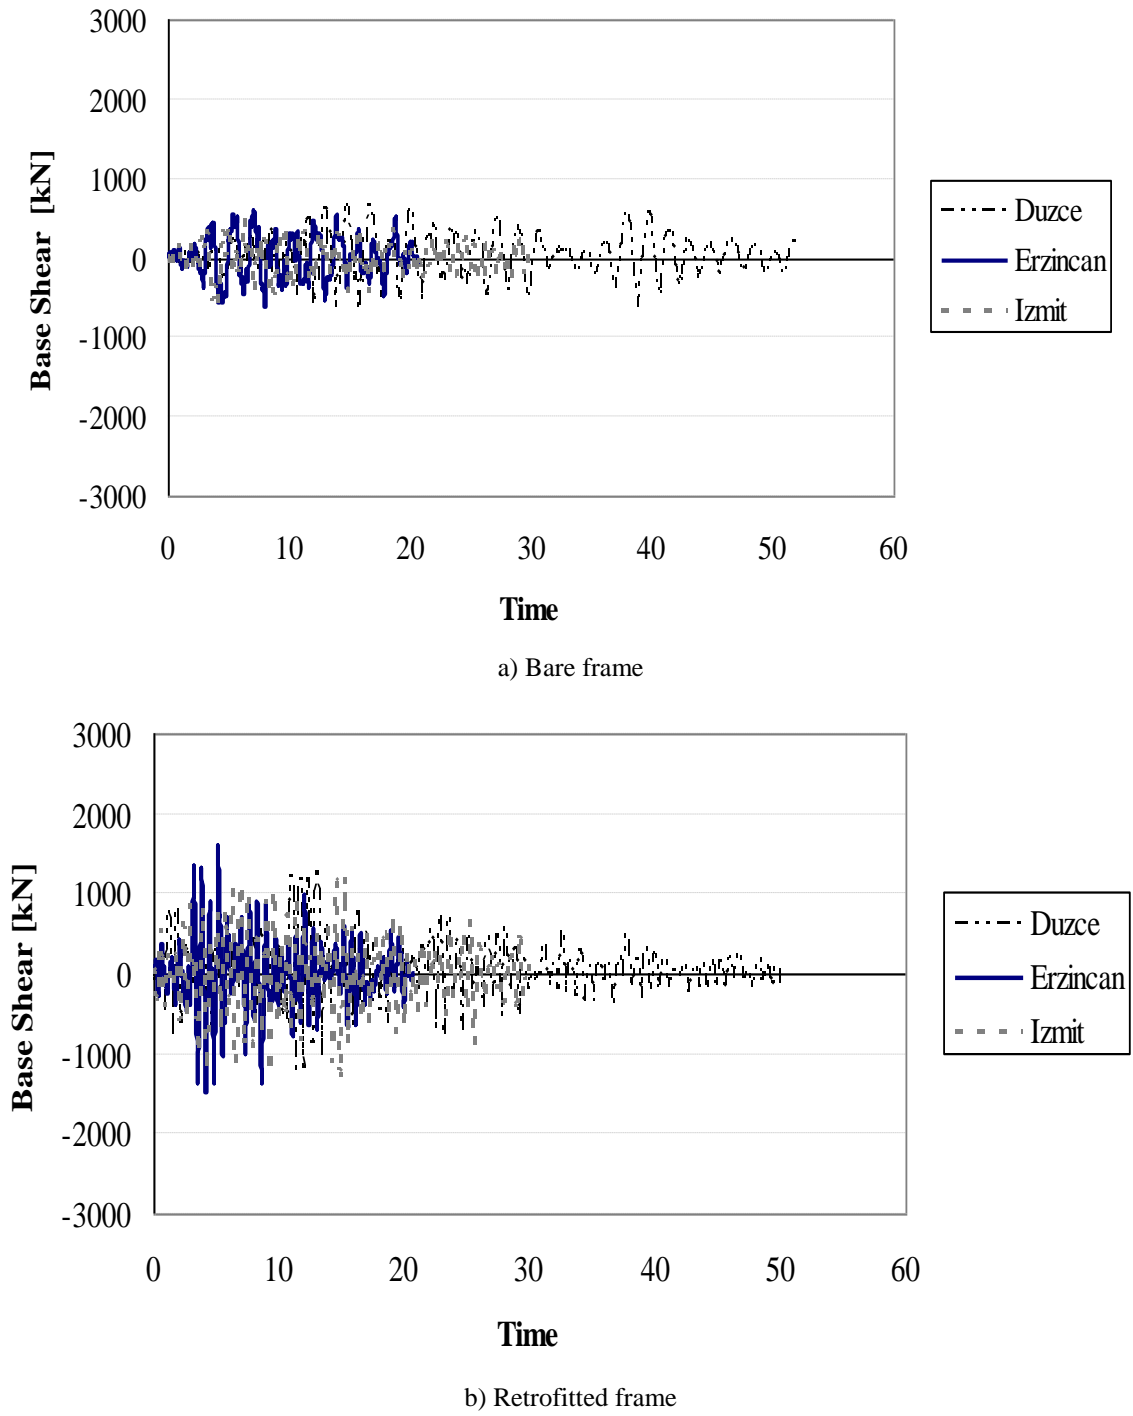 3000
2000
1000
0
-1000
-2000
-3000
Base Shear [kN]
0 10 20 30 40 50 60
Time
Duzce
Erzincan
Izmit
a) Bare frame
3000
2000
1000
0
-1000
-2000
-3000
Base Shear [kN]
0 10 20 30 40 50 60
Time
Duzce
Erzincan
Izmit
b) Retrofitted frame